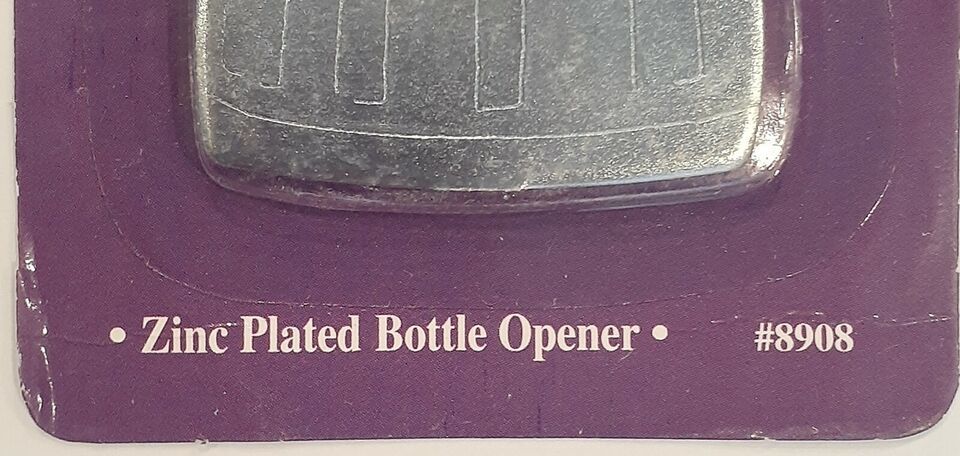 • Zinc Plated Bottle Opener • #8908